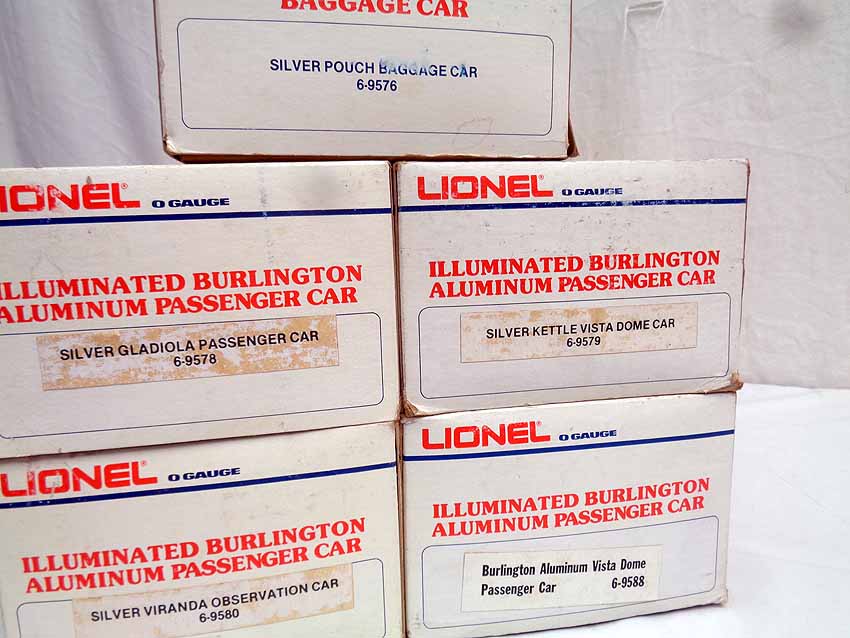 BAGGAGE CAR
SILVER POUCH BAGGAGE CAR
6-9576
LIONEL® O GAUGE
ILLUMINATED BURLINGTON
ALUMINUM PASSENGER CAR
SILVER GLADIOLA PASSENGER CAR
6-9578
LIONEL® O GAUGE
ILLUMINATED BURLINGTON
ALUMINUM PASSENGER CAR
SILVER KETTLE VISTA DOME CAR
6-9579
LIONEL® O GAUGE
ILLUMINATED BURLINGTON
ALUMINUM PASSENGER CAR
SILVER VIRANDA OBSERVATION CAR
6-9580
LIONEL® O GAUGE
ILLUMINATED BURLINGTON
ALUMINUM PASSENGER CAR
Burlington Aluminum Vista Dome
Passenger Car 6-9588